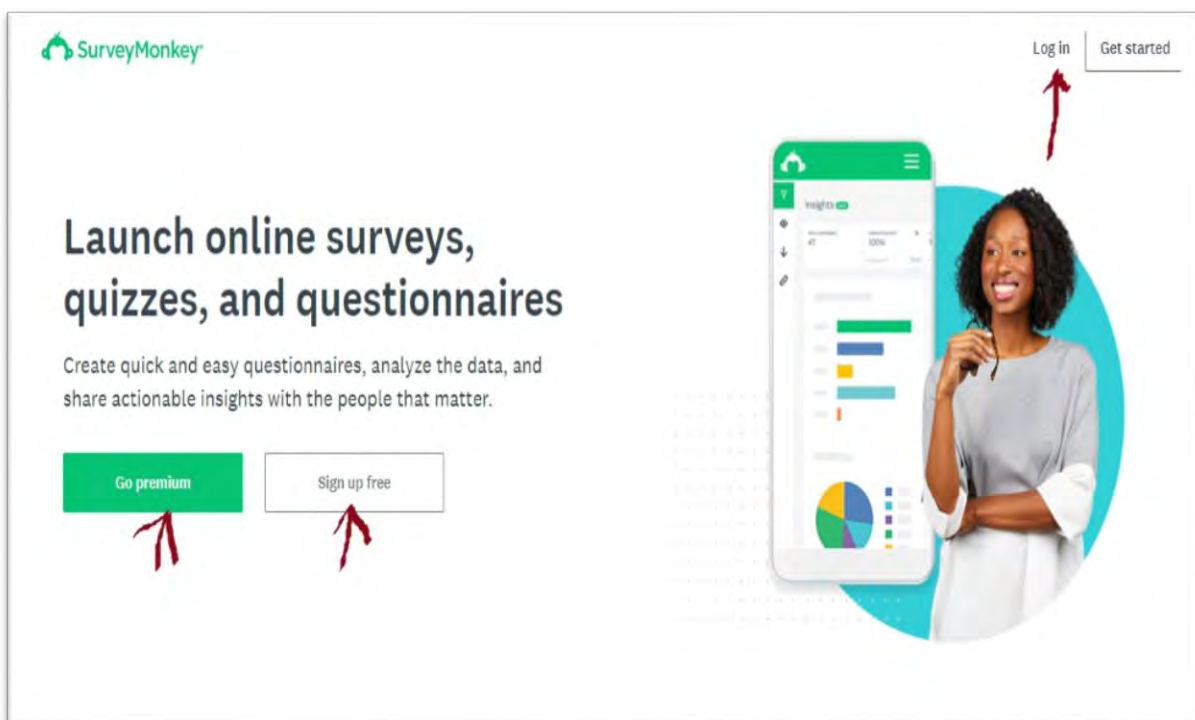 SurveyMonkey
Log in
Get started
Launch online surveys,
quizzes, and questionnaires
Create quick and easy questionnaires, analyze the data, and
share actionable insights with the people that matter.
Go premium
Sign up free
Insights
100%